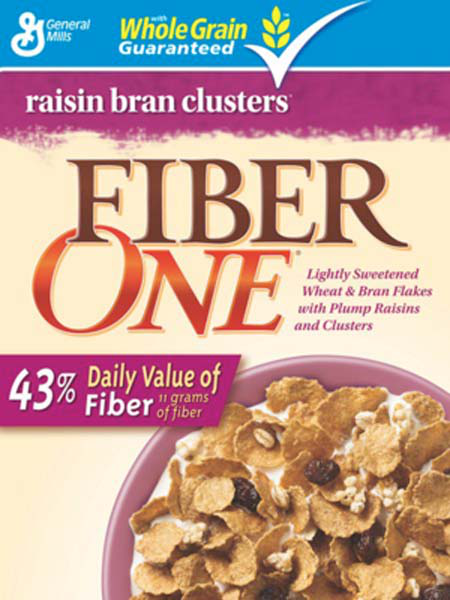 General
Mills
with
Whole Grain
Guaranteed
raisin bran clusters
FIBER
ONE®
Lightly Sweetened
Wheat & Bran Flakes
with Plump Raisins
and Clusters
43% Daily Value of
Fiber 11 grams
of fiber